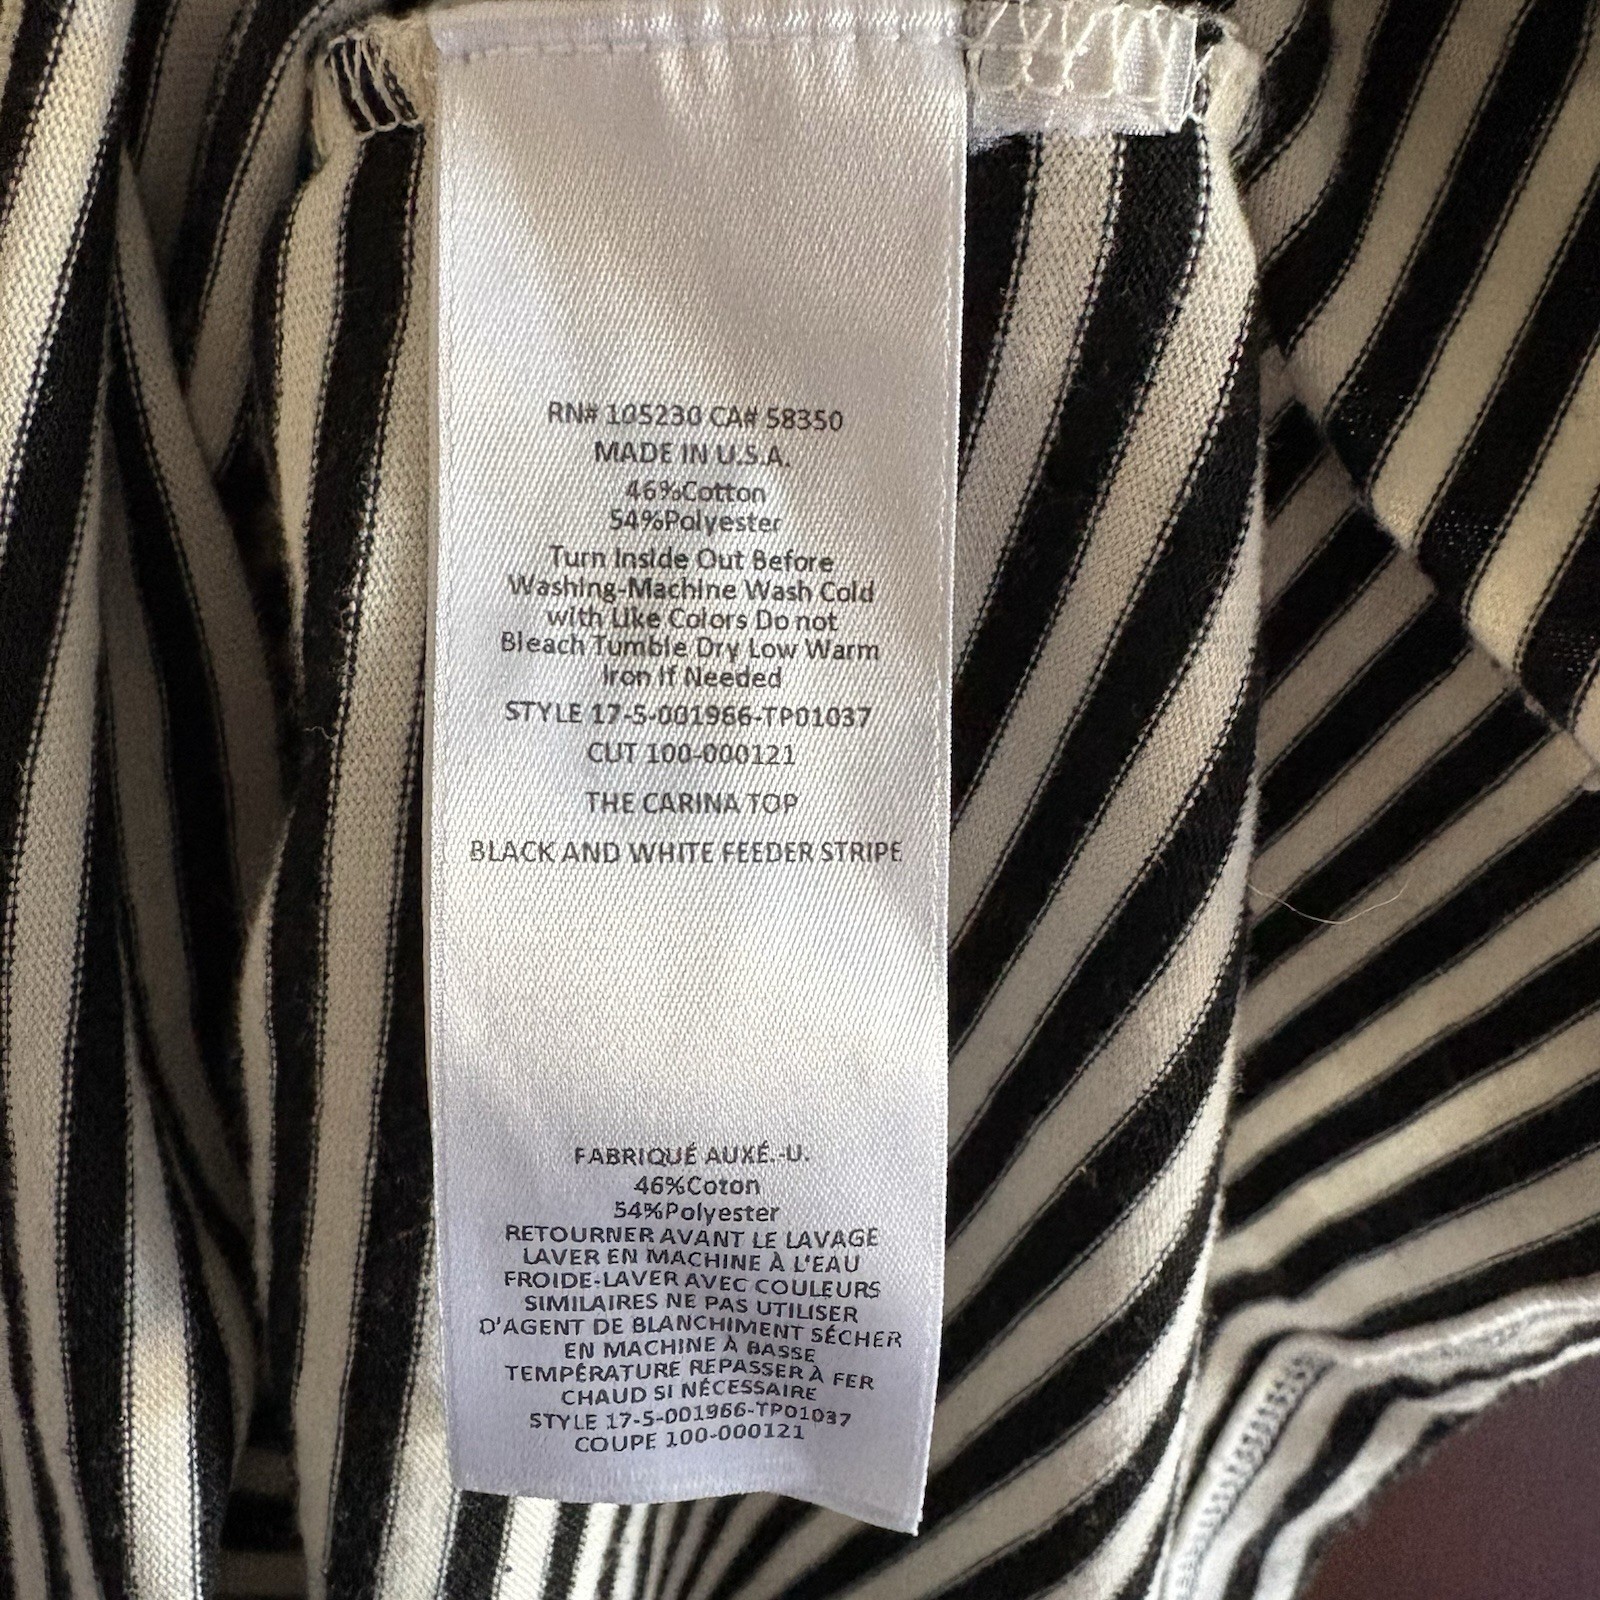 RN# 105230 CA# 58350
MADE IN U.S.A.
46%Cotton
54%Polyester
Turn Inside Out Before
Washing-Machine Wash Cold
with Like Colors Do not
Bleach Tumble Dry Low Warm
Iron If Needed
STYLE 17-5-001966-TP01037
CUT 100-000121
THE CARINA TOP
BLACK AND WHITE FEEDER STRIPE
FABRIQUÉ AUXÉ.-U.
46%Coton
54%Polyester
RETOURNER AVANT LE LAVAGE
LAVER EN MACHINE À L'EAU
FROIDE-LAVER AVEC COULEURS
SIMILAIRES NE PAS UTILISER
D'AGENT DE BLANCHIMENT SÉCHER
EN MACHINE À BASSE
TEMPÉRATURE REPASSER À FER
CHAUD SI NÉCESSAIRE
STYLE 17-5-001966-TP01037
COUPE 100-000121